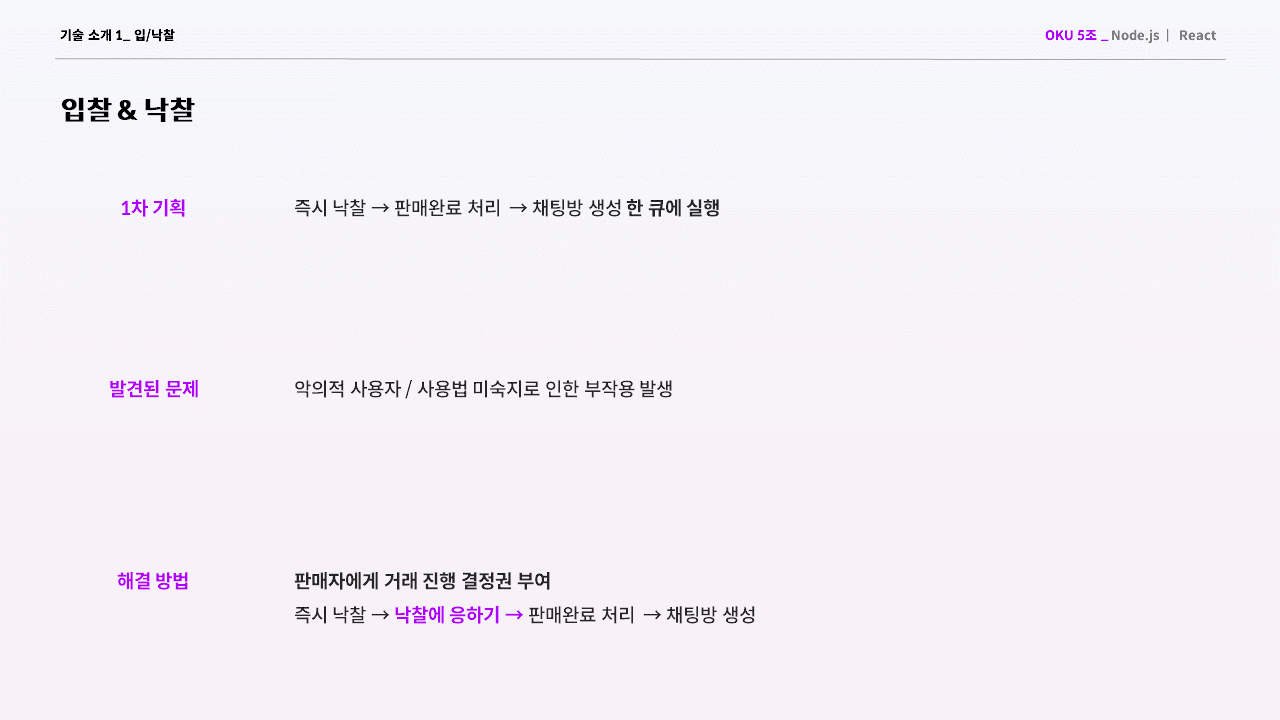 기술 소개 1_ 입/낙찰
OKU 5조 _ Node.js | React
입찰 & 낙찰
1차 기획
즉시 낙찰 → 판매완료 처리 → 채팅방 생성 한 큐에 실행
발견된 문제
악의적 사용자 / 사용법 미숙지로 인한 부작용 발생
해결 방법
판매자에게 거래 진행 결정권 부여
즉시 낙찰 → 낙찰에 응하기 → 판매완료 처리 → 채팅방 생성